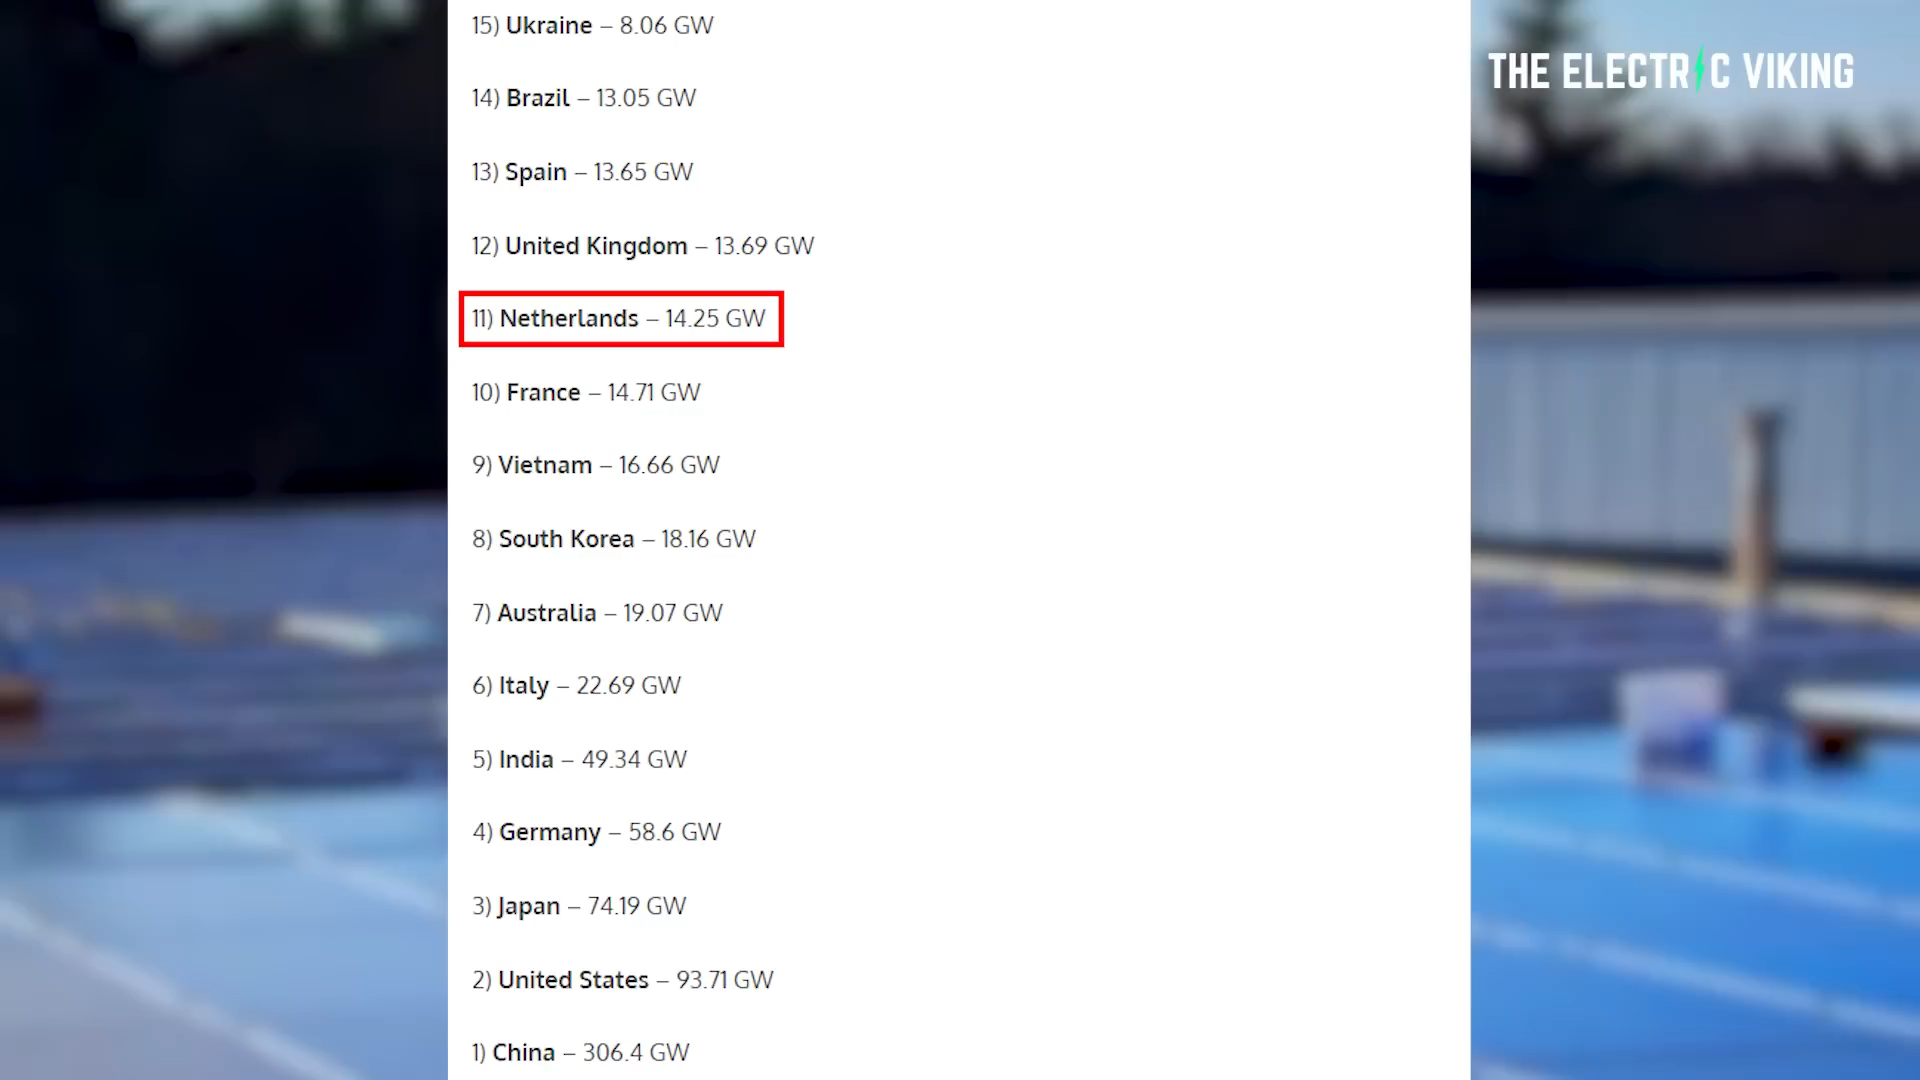 15) Ukraine – 8.06 GW
THE ELECTRIC VIKING
14) Brazil – 13.05 GW
13) Spain – 13.65 GW
12) United Kingdom – 13.69 GW
11) Netherlands – 14.25 GW
10) France – 14.71 GW
9) Vietnam – 16.66 GW
8) South Korea – 18.16 GW
7) Australia – 19.07 GW
6) Italy – 22.69 GW
5) India – 49.34 GW
4) Germany – 58.6 GW
3) Japan – 74.19 GW
2) United States – 93.71 GW
1) China – 306.4 GW